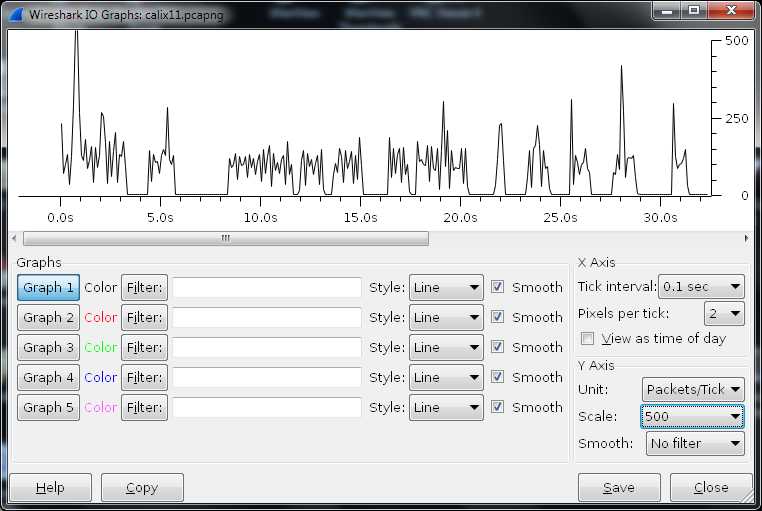 Wireshark IO Graphs: calix11.pcapng
500
250
0
0.0s 5.0s 10.0s 15.0s 20.0s 25.0s 30.0s
Graphs
Graph 1 Color Filter: Style: Line Smooth
Graph 2 Color Filter: Style: Line Smooth
Graph 3 Color Filter: Style: Line Smooth
Graph 4 Color Filter: Style: Line Smooth
Graph 5 Color Filter: Style: Line Smooth
X Axis
Tick interval: 0.1 sec
Pixels per tick: 2
View as time of day
Y Axis
Unit: Packets/Tick
Scale: 500
Smooth: No filter
Help Copy Save Close